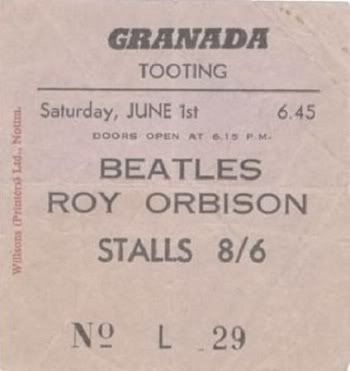 GRANADA
TOOTING
Saturday, JUNE 1st 6.45
DOORS OPEN AT 6.15 P.M.
BEATLES
ROY ORBISON
STALLS 8/6
Nº L 29
Willsons (Printers) Ltd., Nottm.